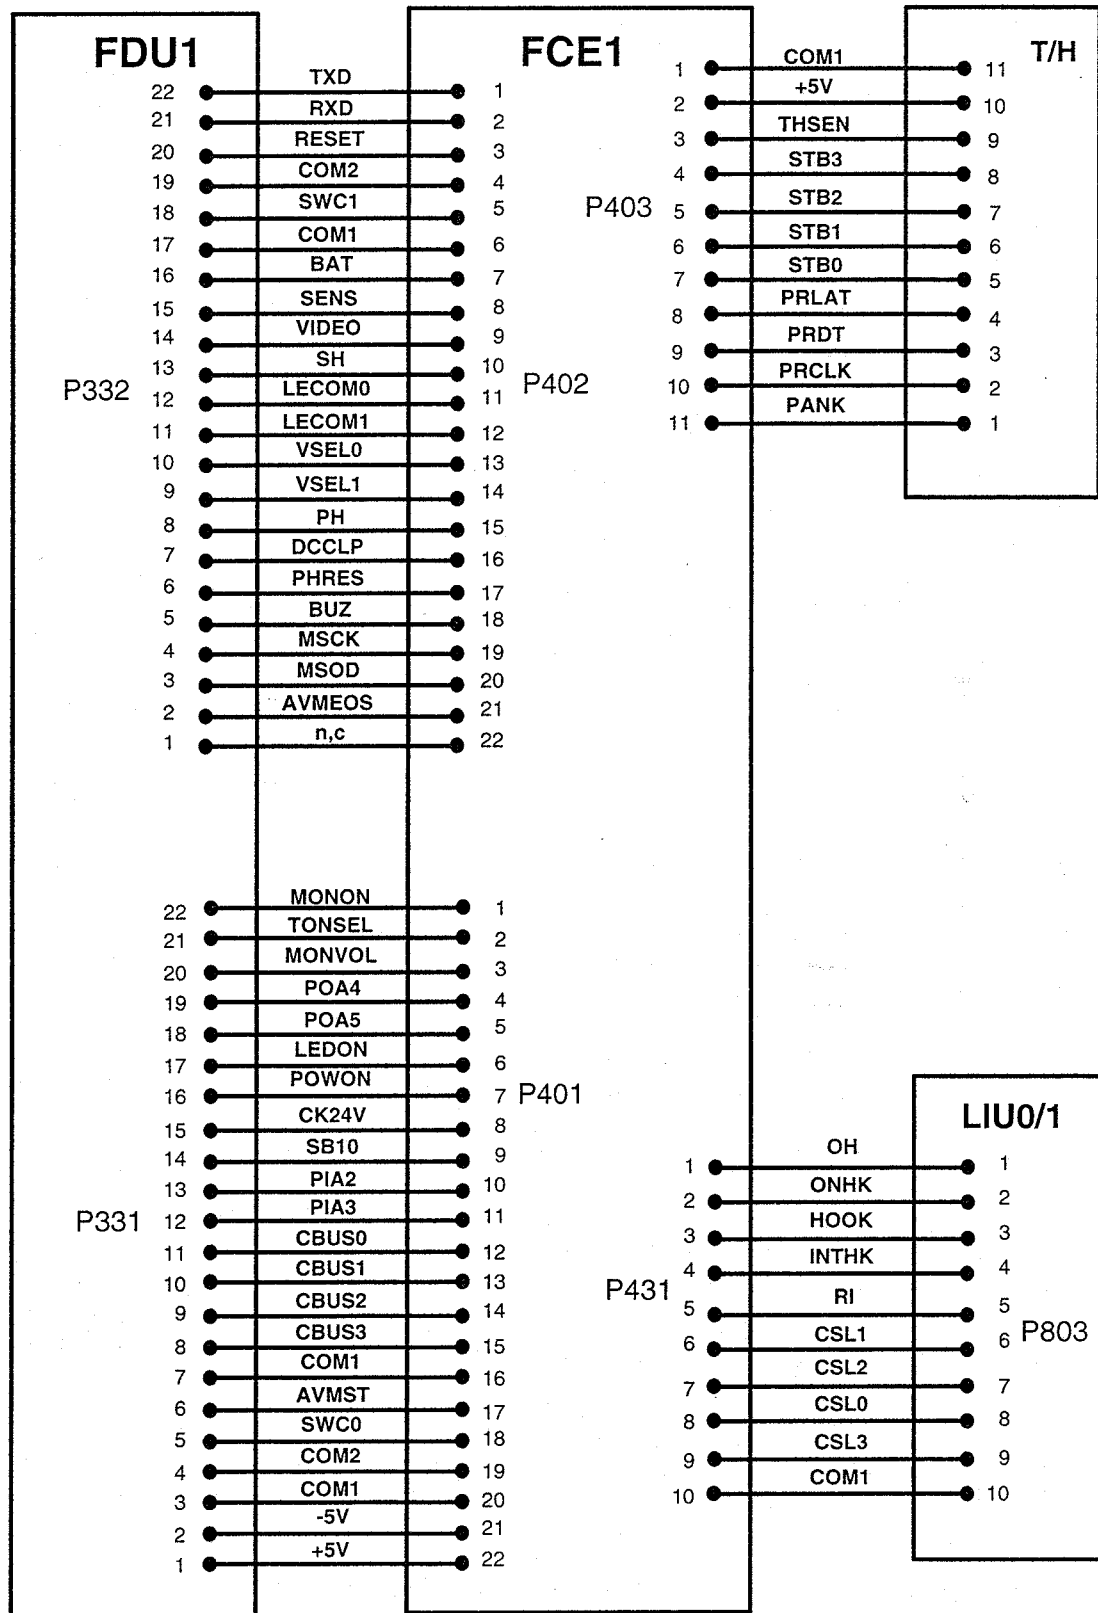 FDU1
FCE1
T/H
22 TXD 1
21 RXD 2
20 RESET 3
19 COM2 4
18 SWC1 5
17 COM1 6
16 BAT 7
15 SENS 8
14 VIDEO 9
13 SH 10
P332
P402
12 LECOM0 11
11 LECOM1 12
10 VSEL0 13
9 VSEL1 14
8 PH 15
7 DCCLP 16
6 PHRES 17
5 BUZ 18
4 MSCK 19
3 MSOD 20
2 AVMEOS 21
1 n,c 22
1 COM1 11
2 +5V 10
3 THSEN 9
4 STB3 8
P403
5 STB2 7
6 STB1 6
7 STB0 5
8 PRLAT 4
9 PRDT 3
10 PRCLK 2
11 PANK 1
22 MONON 1
21 TONSEL 2
20 MONVOL 3
19 POA4 4
18 POA5 5
17 LEDON 6
16 POWON 7
P401
15 CK24V 8
14 SB10 9
13 PIA2 10
P331
12 PIA3 11
11 CBUS0 12
10 CBUS1 13
9 CBUS2 14
8 CBUS3 15
7 COM1 16
6 AVMST 17
5 SWC0 18
4 COM2 19
3 COM1 20
2 -5V 21
1 +5V 22
LIU0/1
1 OH 1
2 ONHK 2
3 HOOK 3
4 INTHK 4
P431
5 RI 5
6 CSL1 6
P803
7 CSL2 7
8 CSL0 8
9 CSL3 9
10 COM1 10